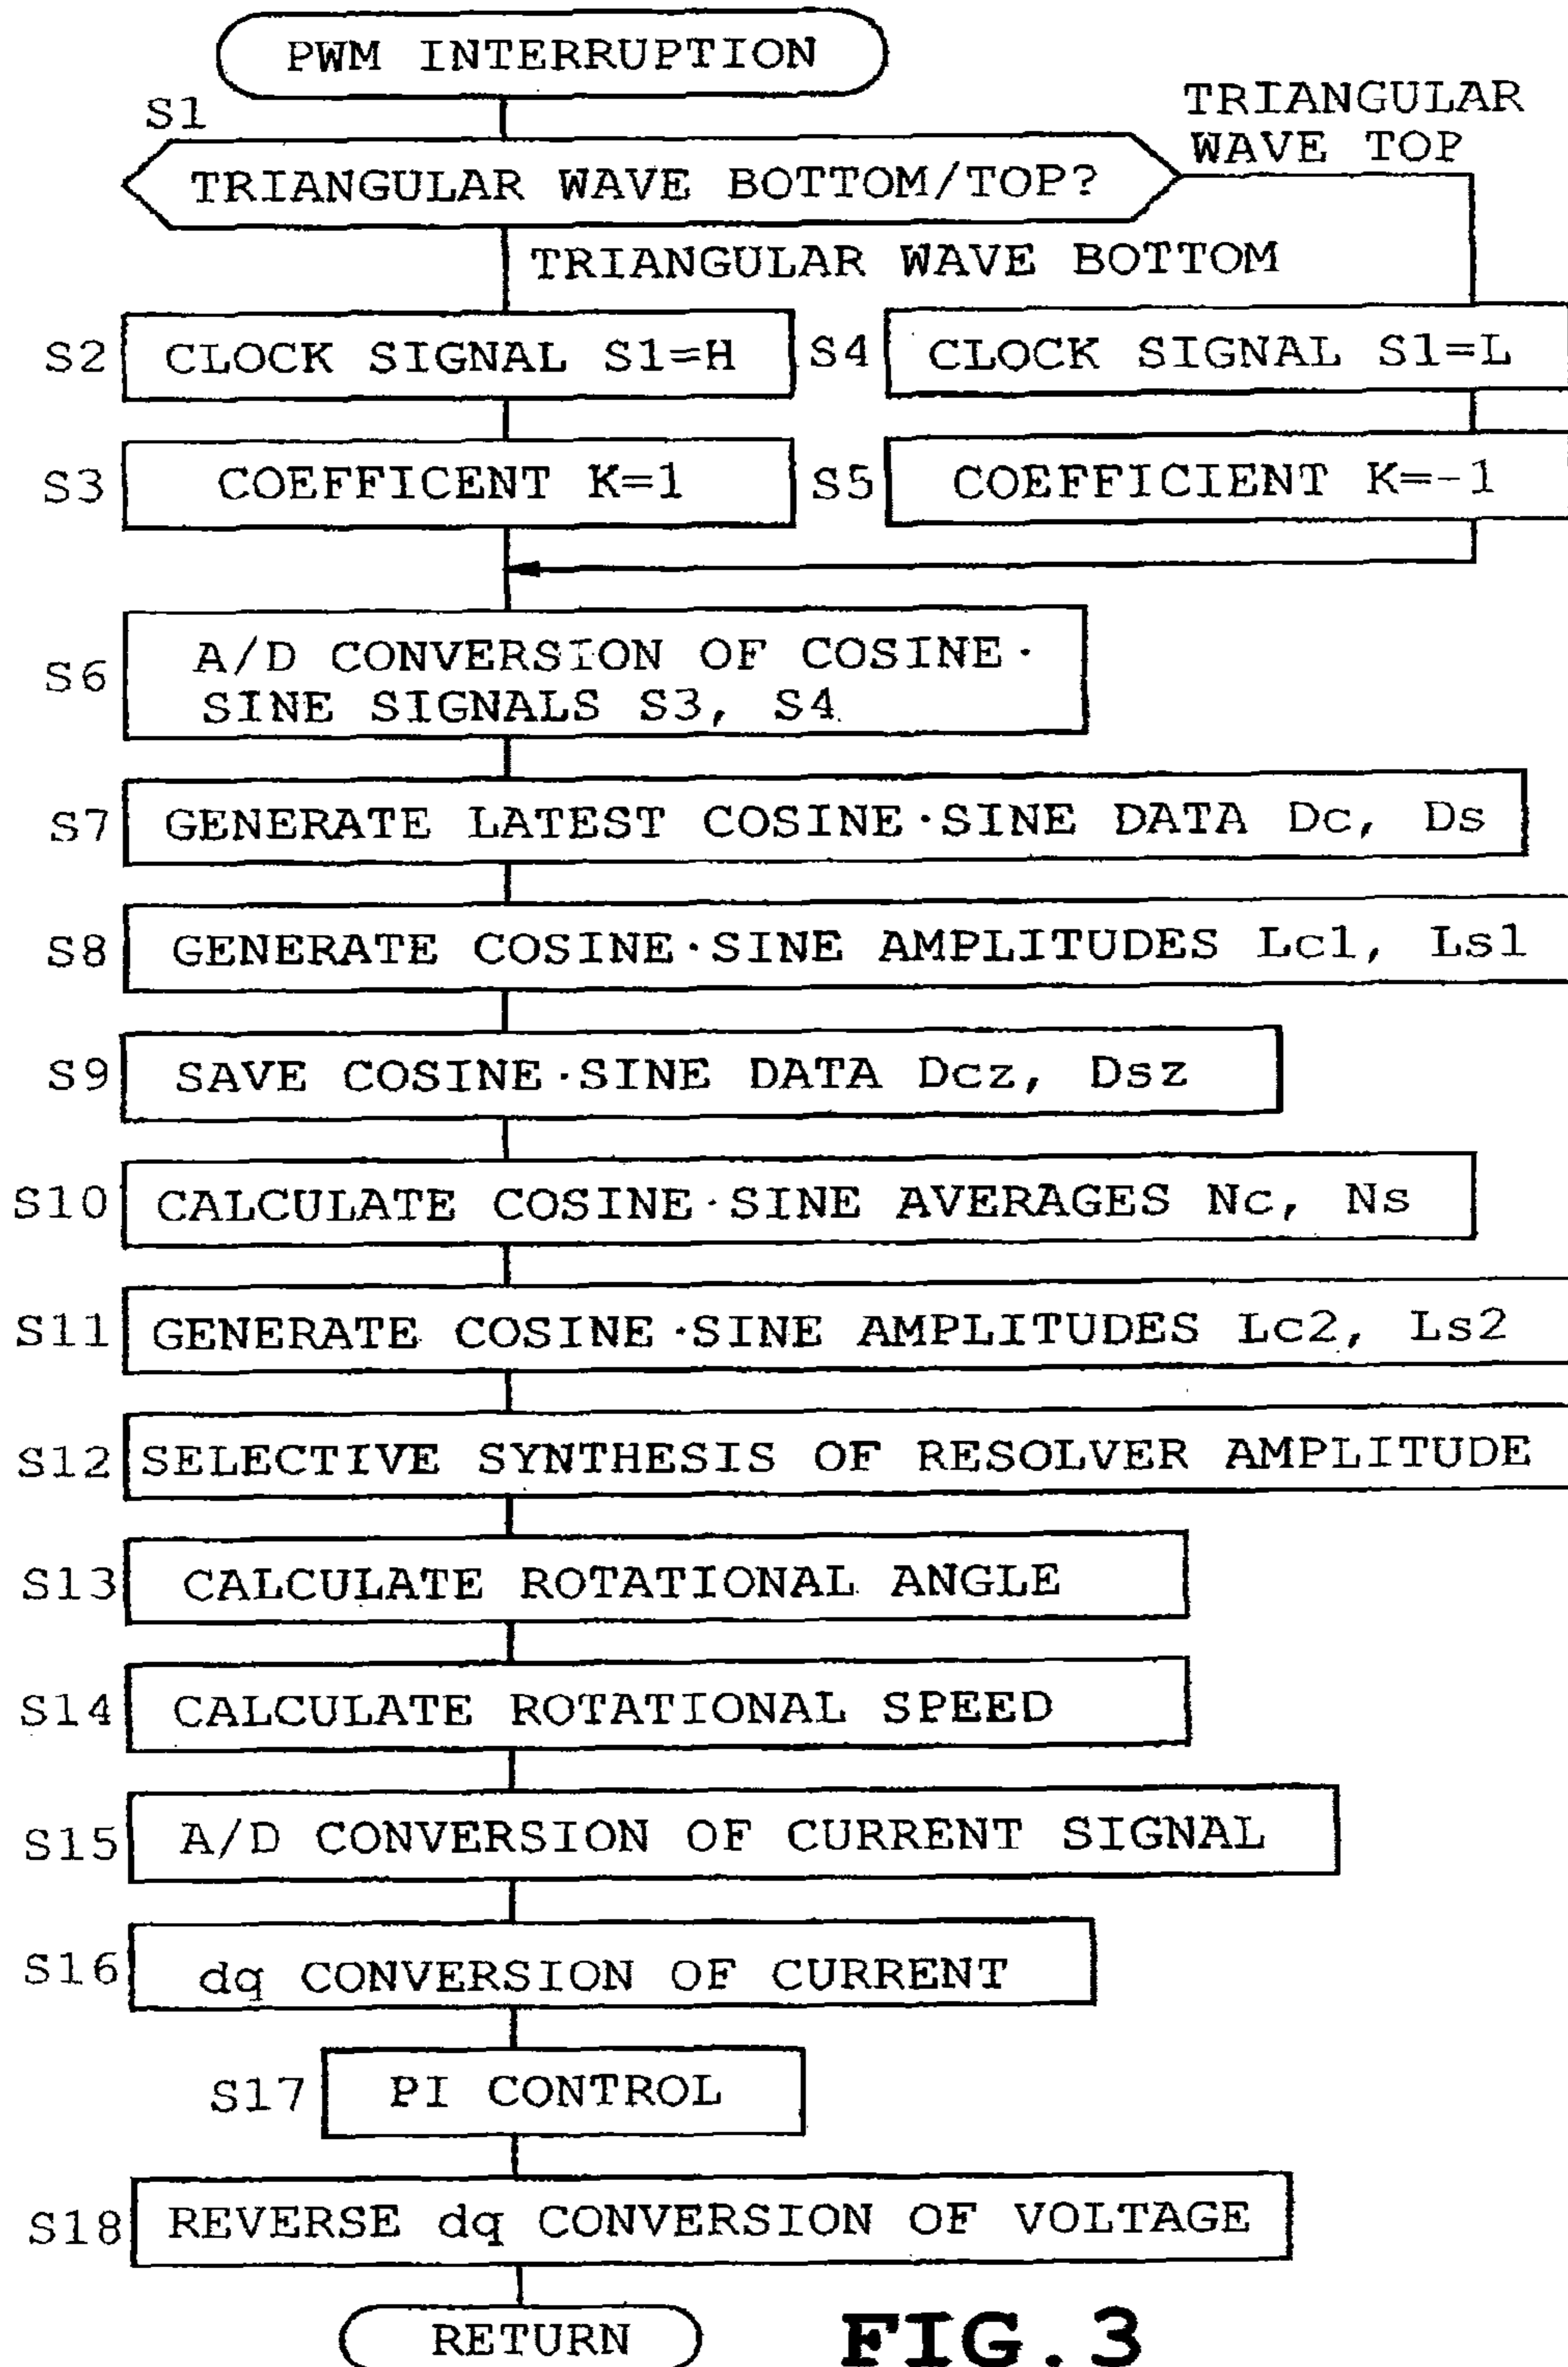 PWM INTERRUPTION
S1
TRIANGULAR WAVE BOTTOM/TOP?
TRIANGULAR
WAVE TOP
TRIANGULAR WAVE BOTTOM
S2 CLOCK SIGNAL S1=H
S4 CLOCK SIGNAL S1=L
S3 COEFFICENT K=1
S5 COEFFICIENT K=-1
S6 A/D CONVERSION OF COSINE·
SINE SIGNALS S3, S4
S7 GENERATE LATEST COSINE·SINE DATA Dc, Ds
S8 GENERATE COSINE·SINE AMPLITUDES Lc1, Ls1
S9 SAVE COSINE·SINE DATA Dcz, Dsz
S10 CALCULATE COSINE·SINE AVERAGES Nc, Ns
S11 GENERATE COSINE·SINE AMPLITUDES Lc2, Ls2
S12 SELECTIVE SYNTHESIS OF RESOLVER AMPLITUDE
S13 CALCULATE ROTATIONAL ANGLE
S14 CALCULATE ROTATIONAL SPEED
S15 A/D CONVERSION OF CURRENT SIGNAL
S16 dq CONVERSION OF CURRENT
S17 PI CONTROL
S18 REVERSE dq CONVERSION OF VOLTAGE
RETURN
FIG.3